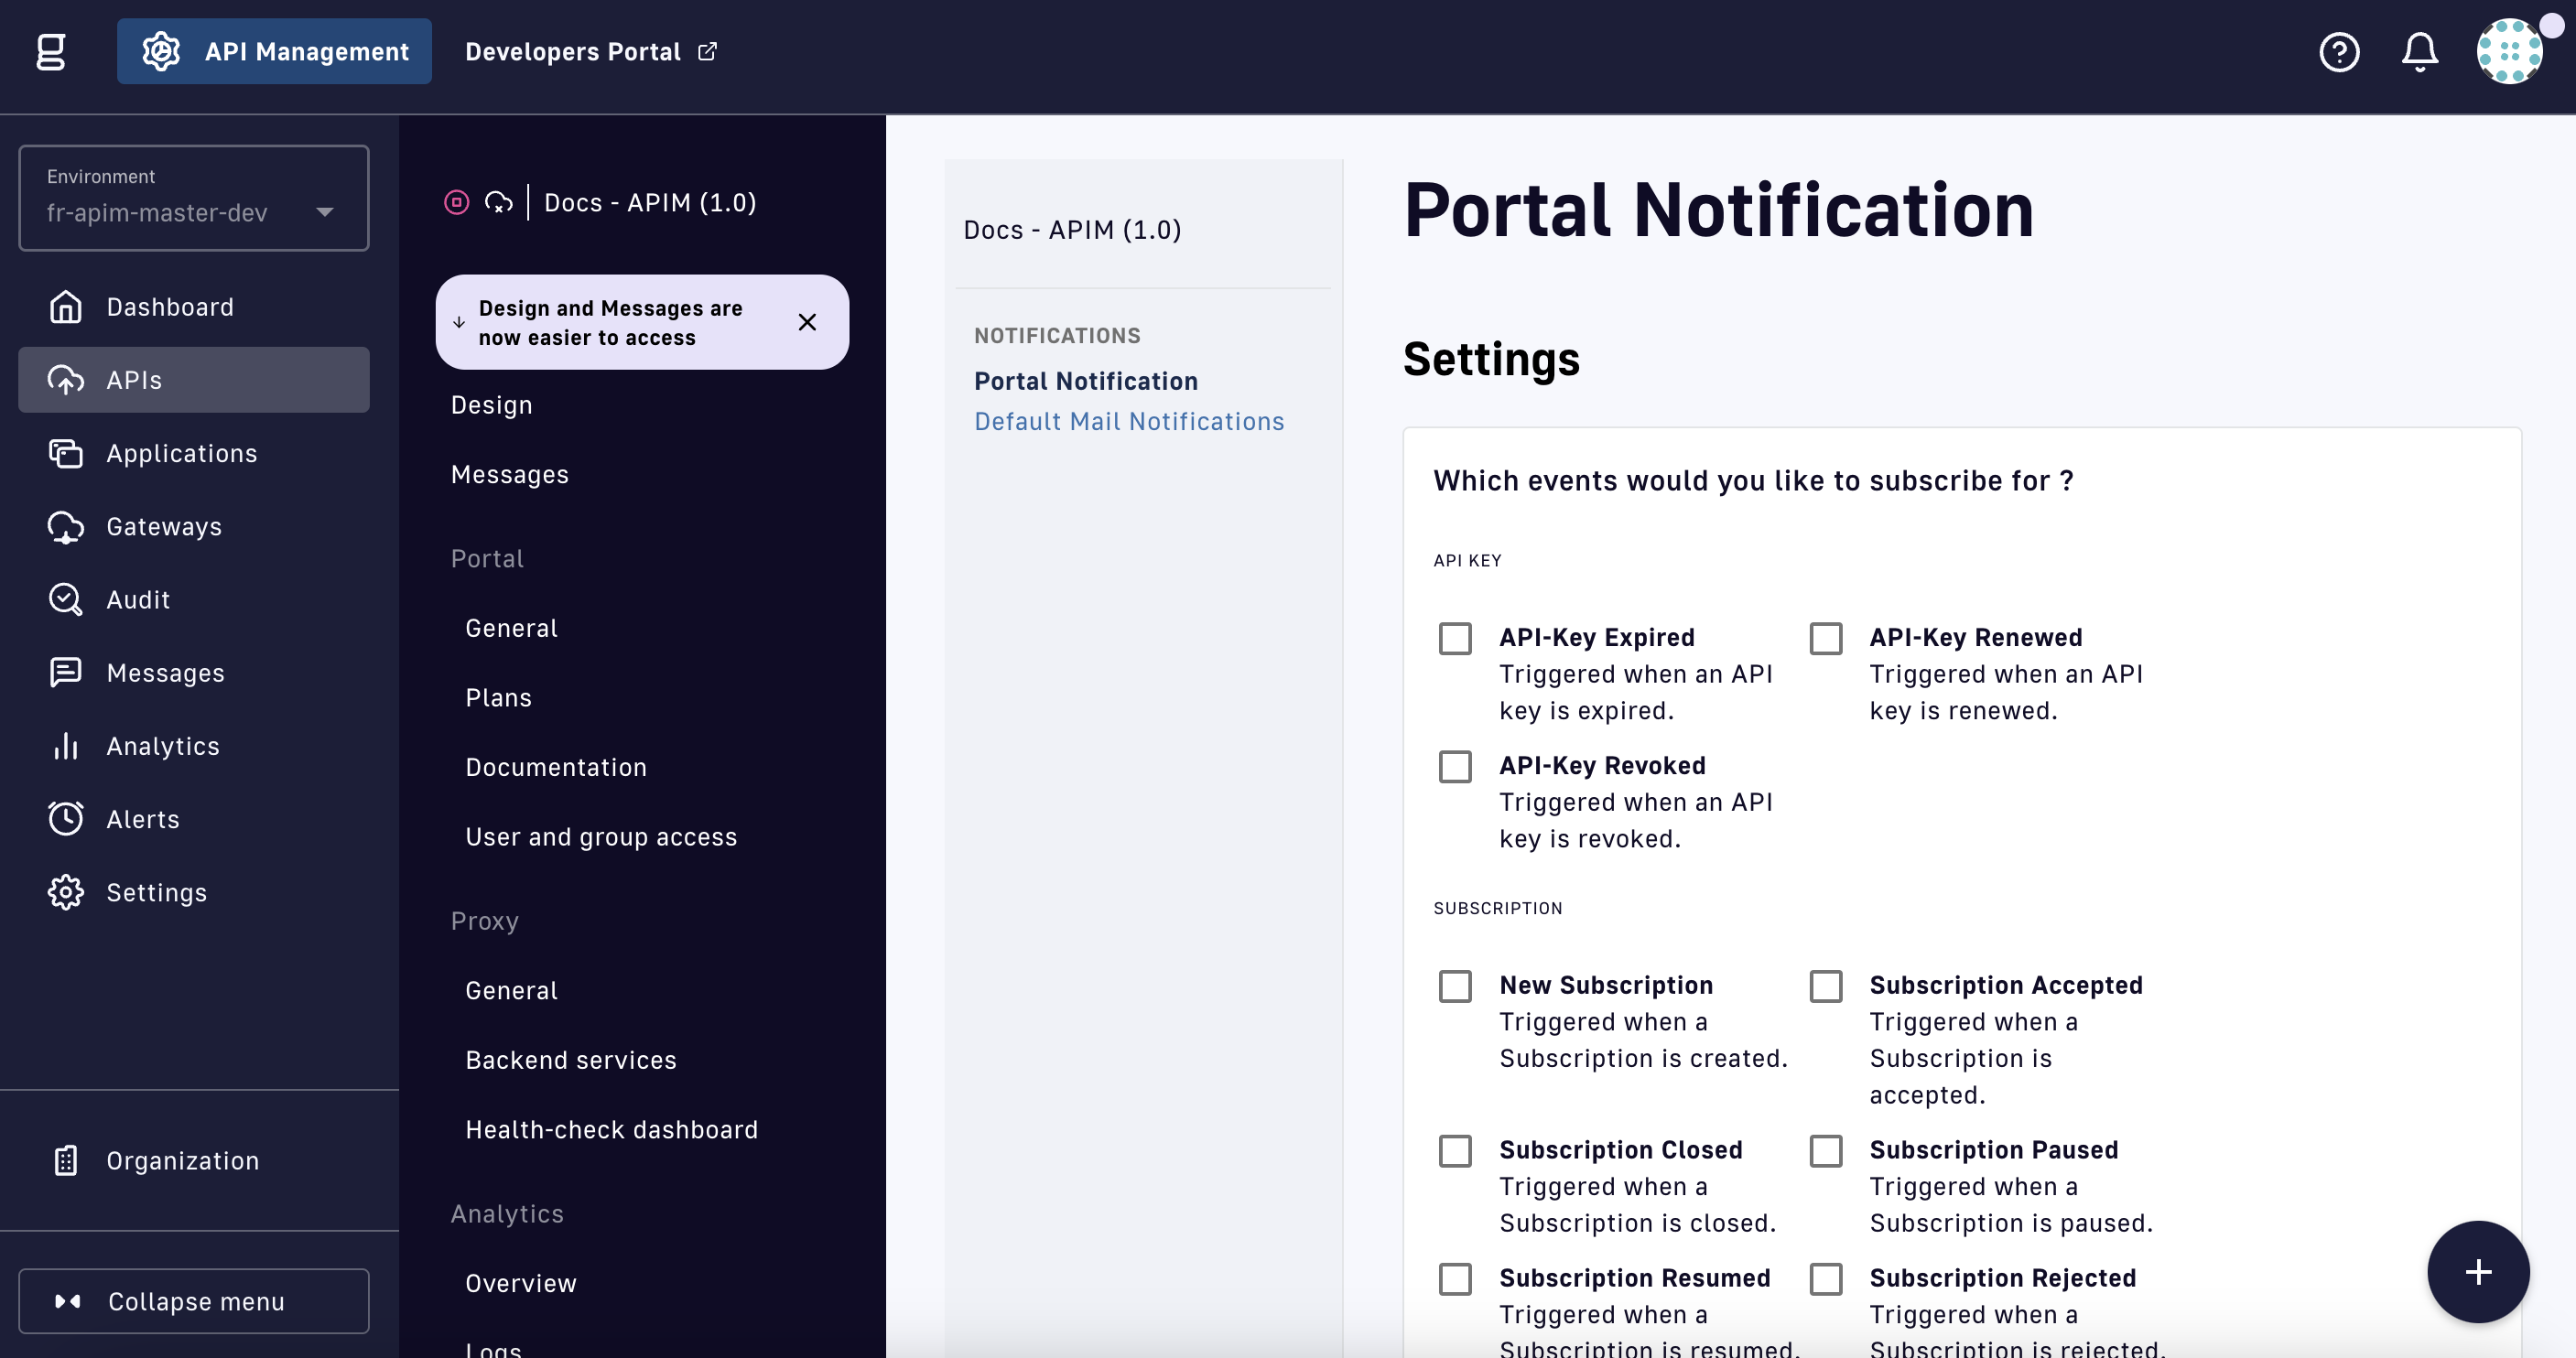 API Management
Developers Portal
Environment
fr-apim-master-dev
Dashboard
APIs
Applications
Gateways
Audit
Messages
Analytics
Alerts
Settings
Organization
Collapse menu
Docs - APIM (1.0)
Design and Messages are
now easier to access
Design
Messages
Portal
General
Plans
Documentation
User and group access
Proxy
General
Backend services
Health-check dashboard
Analytics
Overview
Logs
Docs - APIM (1.0)
NOTIFICATIONS
Portal Notification
Default Mail Notifications
Portal Notification
Settings
Which events would you like to subscribe for ?
API KEY
API-Key Expired
Triggered when an API
key is expired.
API-Key Renewed
Triggered when an API
key is renewed.
API-Key Revoked
Triggered when an API
key is revoked.
SUBSCRIPTION
New Subscription
Triggered when a
Subscription is created.
Subscription Accepted
Triggered when a
Subscription is
accepted.
Subscription Closed
Triggered when a
Subscription is closed.
Subscription Paused
Triggered when a
Subscription is paused.
Subscription Resumed
Triggered when a
Subscription is resumed.
Subscription Rejected
Triggered when a
Subscription is rejected.